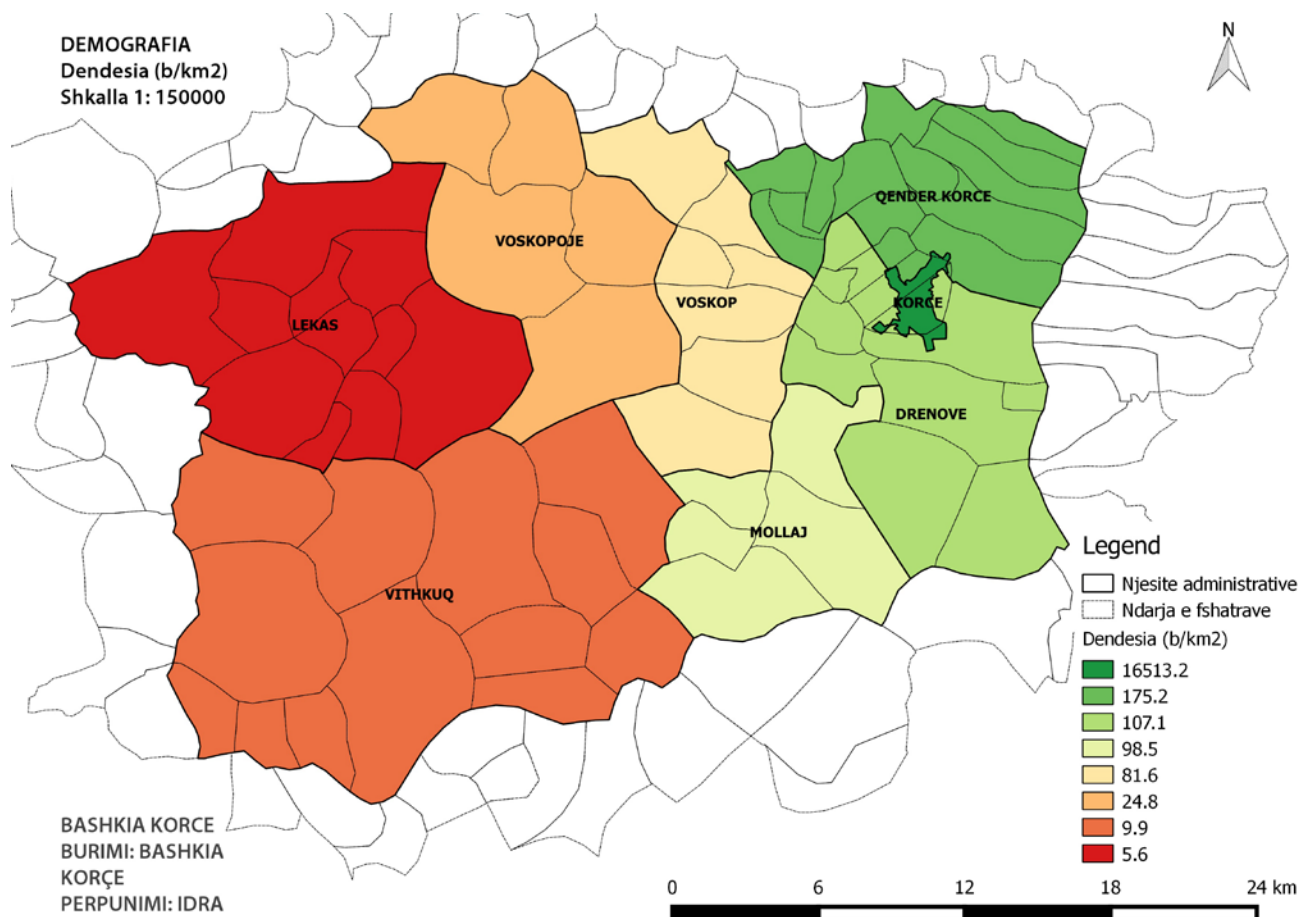 DEMOGRAFIA
Dendesia (b/km2)
Shkalla 1: 150000
N
QENDER KORCE
VOSKOPOJE
VOSKOP
KORCE
LEKAS
DRENOVE
MOLLAJ
VITHKUQ
Legend
Njesite administrative
Ndarja e fshatrave
Dendesia (b/km2)
16513.2
175.2
107.1
98.5
81.6
24.8
9.9
5.6
BASHKIA KORCE
BURIMI: BASHKIA
KORÇE
PERPUNIMI: IDRA
0 6 12 18 24 km